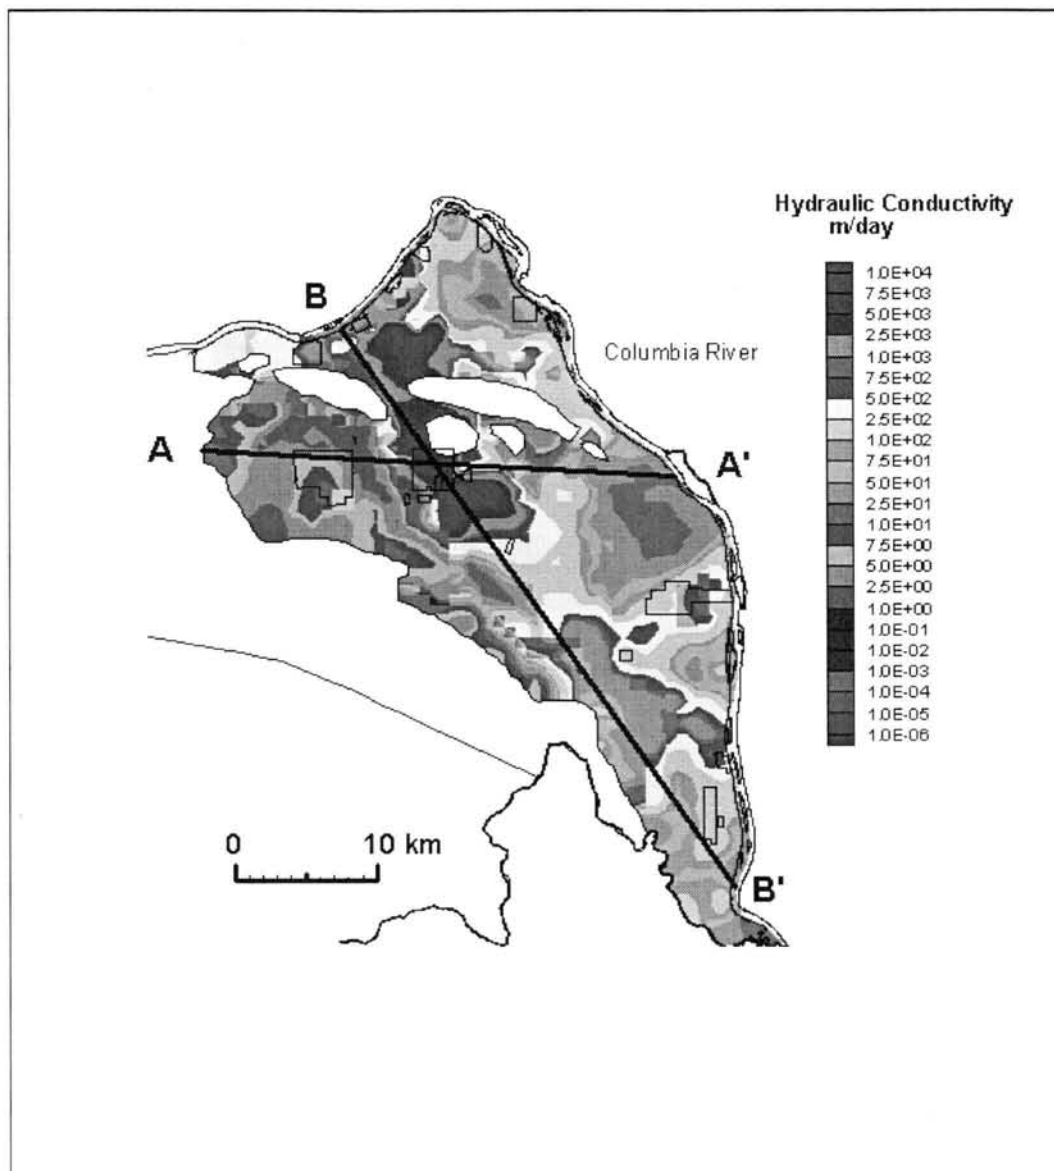 Hydraulic Conductivity
m/day
1.0E+04
7.5E+03
5.0E+03
2.5E+03
1.0E+03
7.5E+02
5.0E+02
2.5E+02
1.0E+02
7.5E+01
5.0E+01
2.5E+01
1.0E+01
7.5E+00
5.0E+00
2.5E+00
1.0E+00
1.0E-01
1.0E-02
1.0E-03
1.0E-04
1.0E-05
1.0E-06
B
Columbia River
A
A'
0 10 km
B'